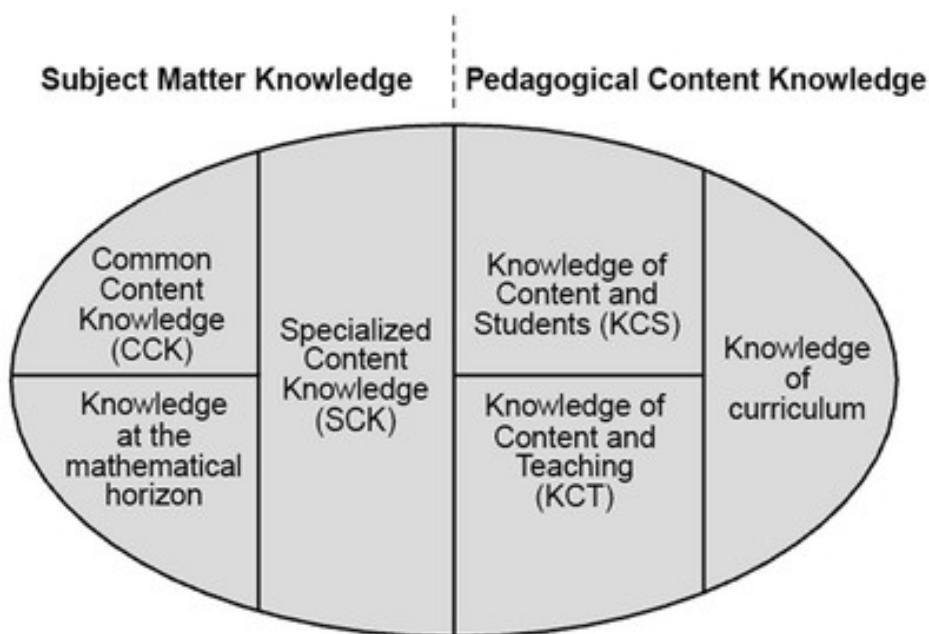 Subject Matter Knowledge
Pedagogical Content Knowledge
Common
Content
Knowledge
(CCK)
Knowledge
at the
mathematical
horizon
Specialized
Content
Knowledge
(SCK)
Knowledge of
Content and
Students (KCS)
Knowledge of
Content and
Teaching
(KCT)
Knowledge
of
curriculum